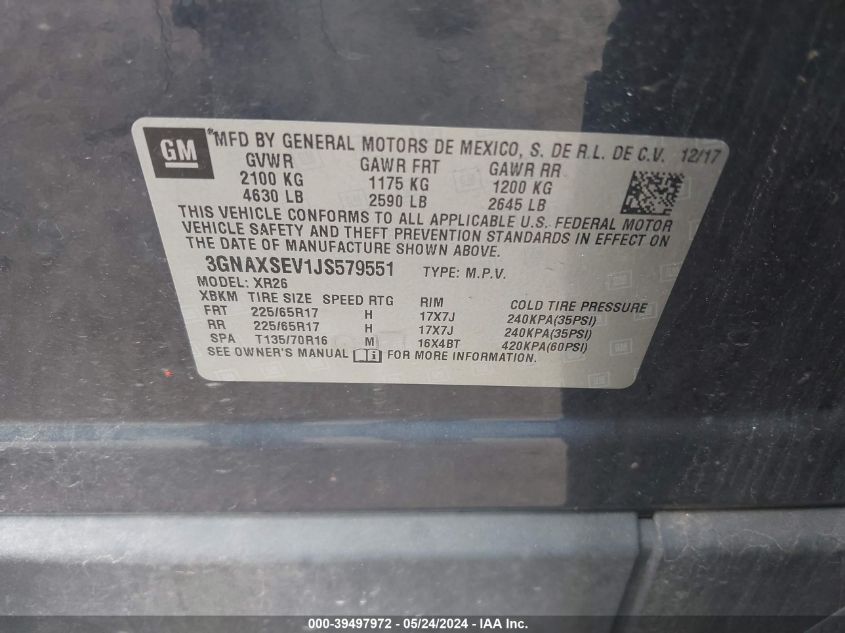 GM
®MFD BY GENERAL MOTORS DE MEXICO, S. DE R.L. DE C.V. 12/17
GVWR GAWR FRT GAWR RR
2100 KG 1175 KG 1200 KG
4630 LB 2590 LB 2645 LB
THIS VEHICLE CONFORMS TO ALL APPLICABLE U.S. FEDERAL MOTOR
VEHICLE SAFETY AND THEFT PREVENTION STANDARDS IN EFFECT ON
THE DATE OF MANUFACTURE SHOWN ABOVE.
3GNAXSEV1JS579551 TYPE: M.P.V.
MODEL: XR26
XBKM TIRE SIZE SPEED RTG RIM COLD TIRE PRESSURE
FRT 225/65R17 H 17X7J 240KPA(35PSI)
RR 225/65R17 H 17X7J 240KPA(35PSI)
SPA T135/70R16 M 16X4BT 420KPA(60PSI)
SEE OWNER'S MANUAL FOR MORE INFORMATION.
000-39497972 - 05/24/2024 - IAA Inc.